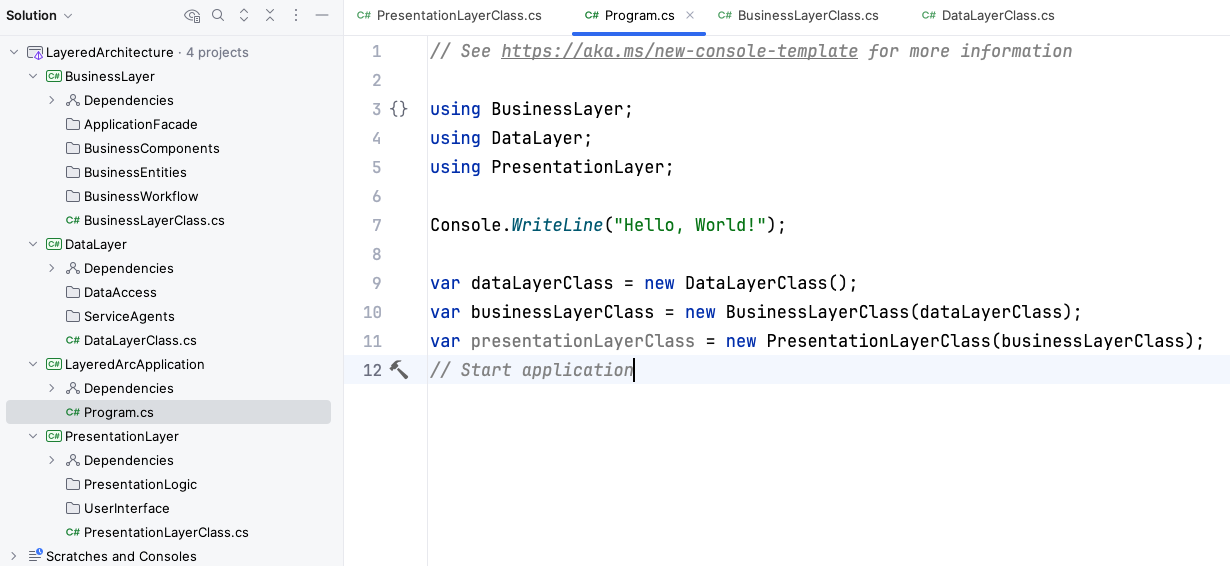 Solution
LayeredArchitecture · 4 projects
C# BusinessLayer
Dependencies
ApplicationFacade
BusinessComponents
BusinessEntities
BusinessWorkflow
C# BusinessLayerClass.cs
C# DataLayer
Dependencies
DataAccess
ServiceAgents
C# DataLayerClass.cs
C# LayeredArcApplication
Dependencies
C# Program.cs
C# PresentationLayer
Dependencies
PresentationLogic
UserInterface
C# PresentationLayerClass.cs
Scratches and Consoles
C# PresentationLayerClass.cs C# Program.cs × C# BusinessLayerClass.cs C# DataLayerClass.cs
1 // See https://aka.ms/new-console-template for more information
2
3 {} using BusinessLayer;
4 using DataLayer;
5 using PresentationLayer;
6
7 Console.WriteLine("Hello, World!");
8
9 var dataLayerClass = new DataLayerClass();
10 var businessLayerClass = new BusinessLayerClass(dataLayerClass);
11 var presentationLayerClass = new PresentationLayerClass(businessLayerClass);
12 // Start application